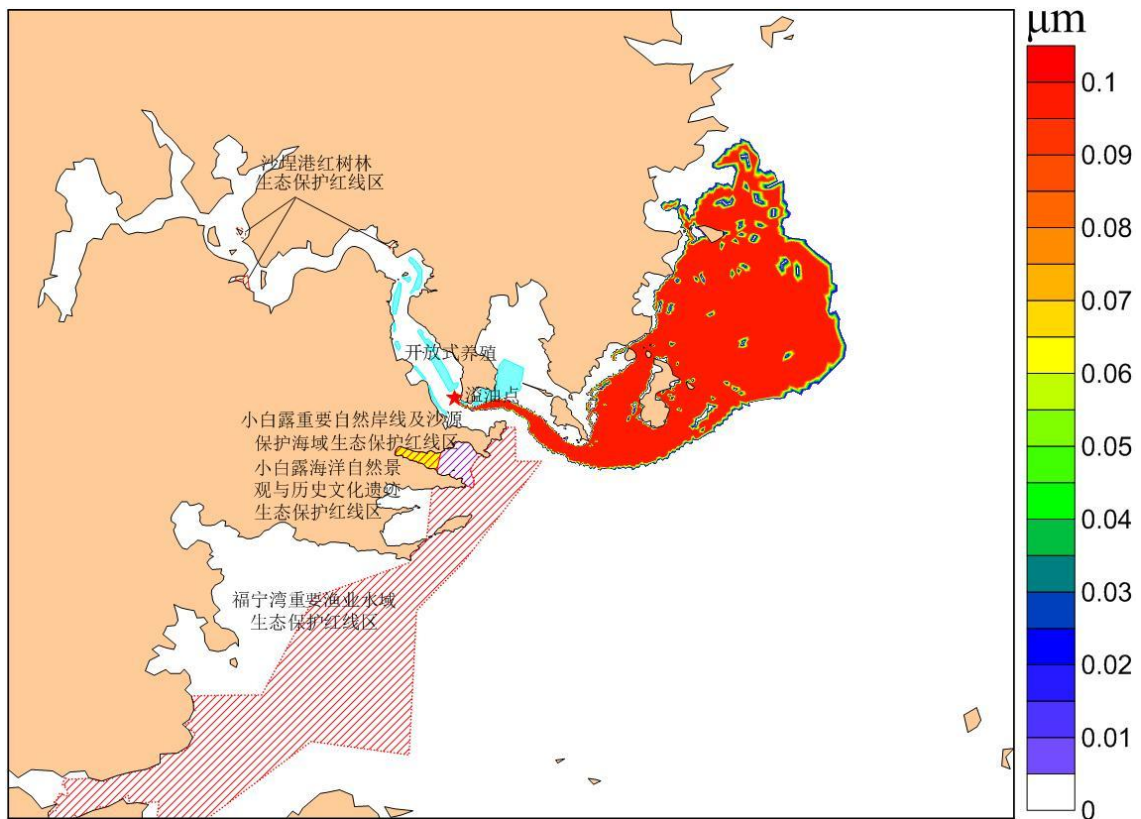 μm
0.1
0.09
0.08
0.07
0.06
0.05
0.04
0.03
0.02
0.01
0
沙埕港红树林
生态保护红线区
开放式养殖
溢油点
小白露重要自然岸线及沙源
保护海域生态保护红线区
小白露海洋自然景
观与历史文化遗迹
生态保护红线区
福宁湾重要渔业水域
生态保护红线区